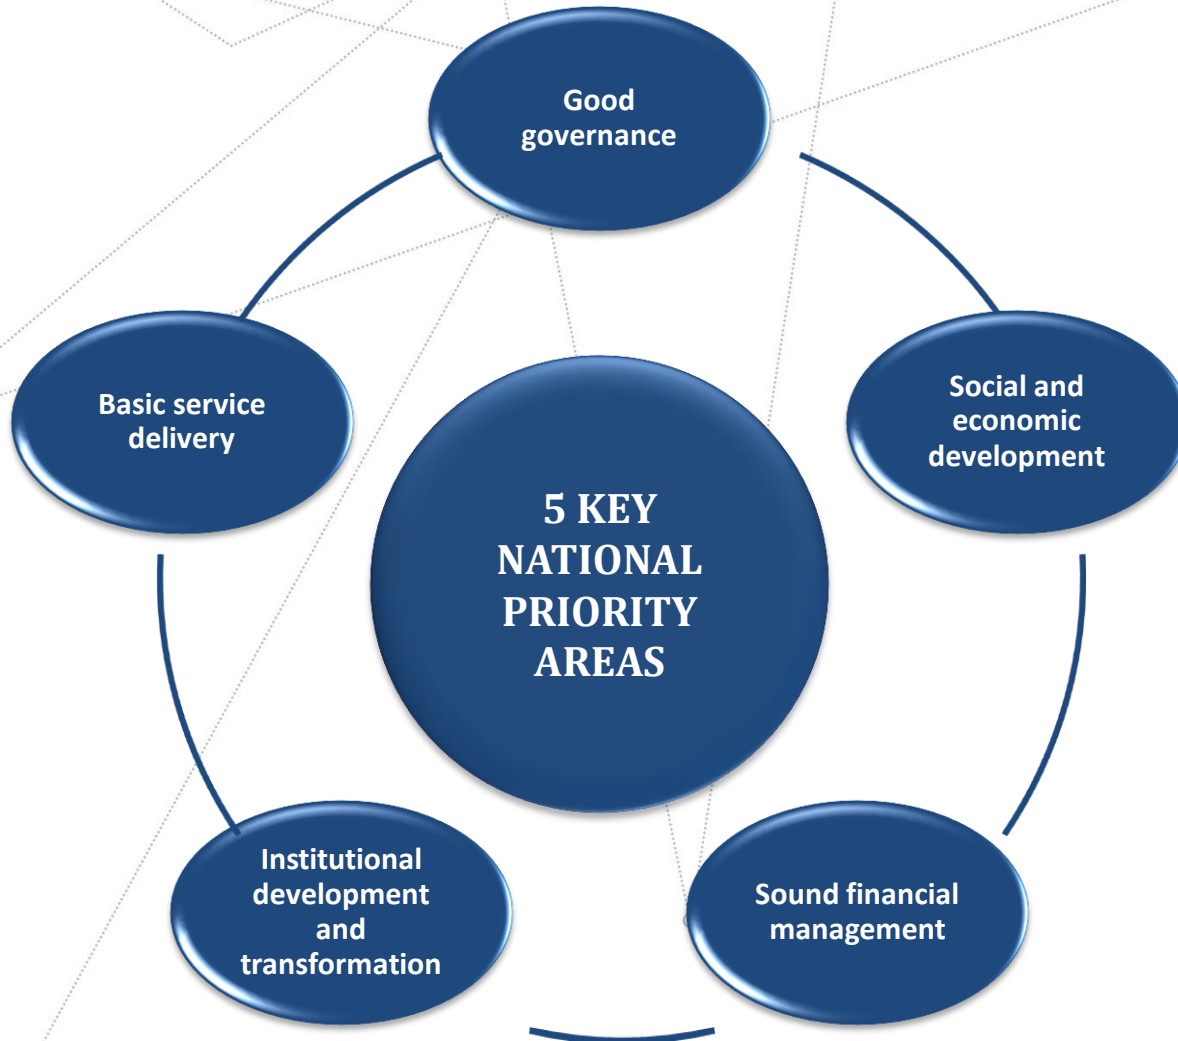 Good
governance
Social and
economic
development
Sound financial
management
Institutional
development
and
transformation
Basic service
delivery
5 KEY
NATIONAL
PRIORITY
AREAS